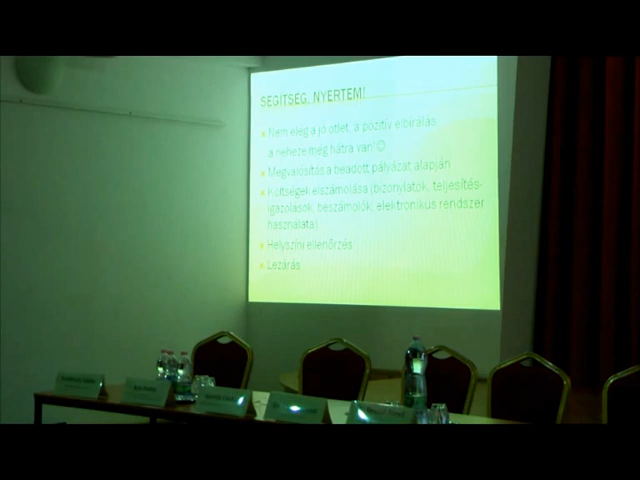 SEGÍTSÉG, NYERTEM!
Nem elég a jó ötlet, a pozitív elbírálás,
a neheze még hátra van! ☺
Megvalósítás a beadott pályázat alapján
Költségek elszámolása (bizonylatok, teljesítés-
igazolások, beszámolók, elektronikus rendszer
használata)
Helyszíni ellenőrzés
Lezárás